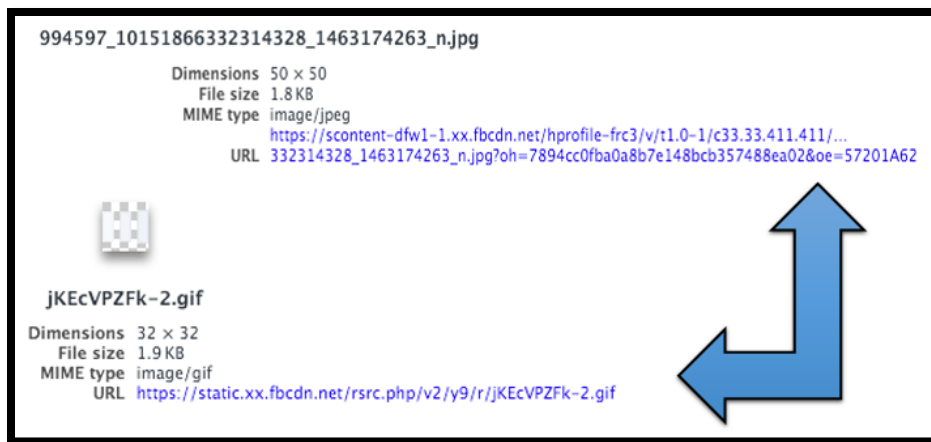 994597_10151866332314328_1463174263_n.jpg
Dimensions 50 × 50
File size 1.8 KB
MIME type image/jpeg
https://scontent-dfw1-1.xx.fbcdn.net/hprofile-frc3/v/t1.0-1/c33.33.411.411/...
URL 332314328_1463174263_n.jpg?oh=7894cc0fba0a8b7e148bcb357488ea02&oe=57201A62
jKEcVPZFk-2.gif
Dimensions 32 × 32
File size 1.9 KB
MIME type image/gif
URL https://static.xx.fbcdn.net/rsrc.php/v2/y9/r/jKEcVPZFk-2.gif